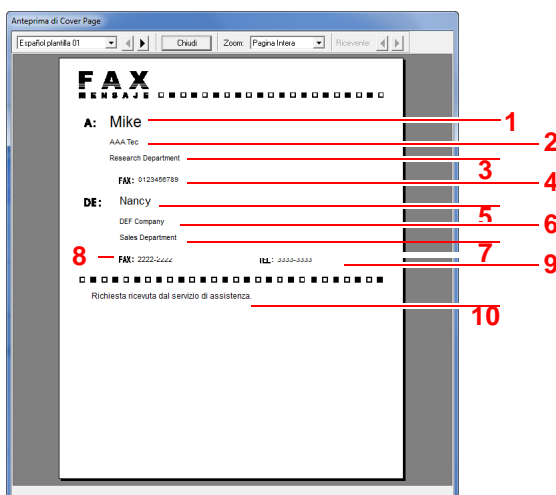 Anteprima di Cover Page
Español plantilla 01 Chiudi Zoom: Pagina Intera Ricevente:
FAX
MENSAJE
A: Mike 1
AAA Tec 2
Research Department 3
FAX: 0123456789 4
DE: Nancy 5
DEF Company 6
Sales Department 7
8 FAX: 2222-2222 TEL: 3333-3333 9
Richiesta ricevuta dal servizio di assistenza. 10